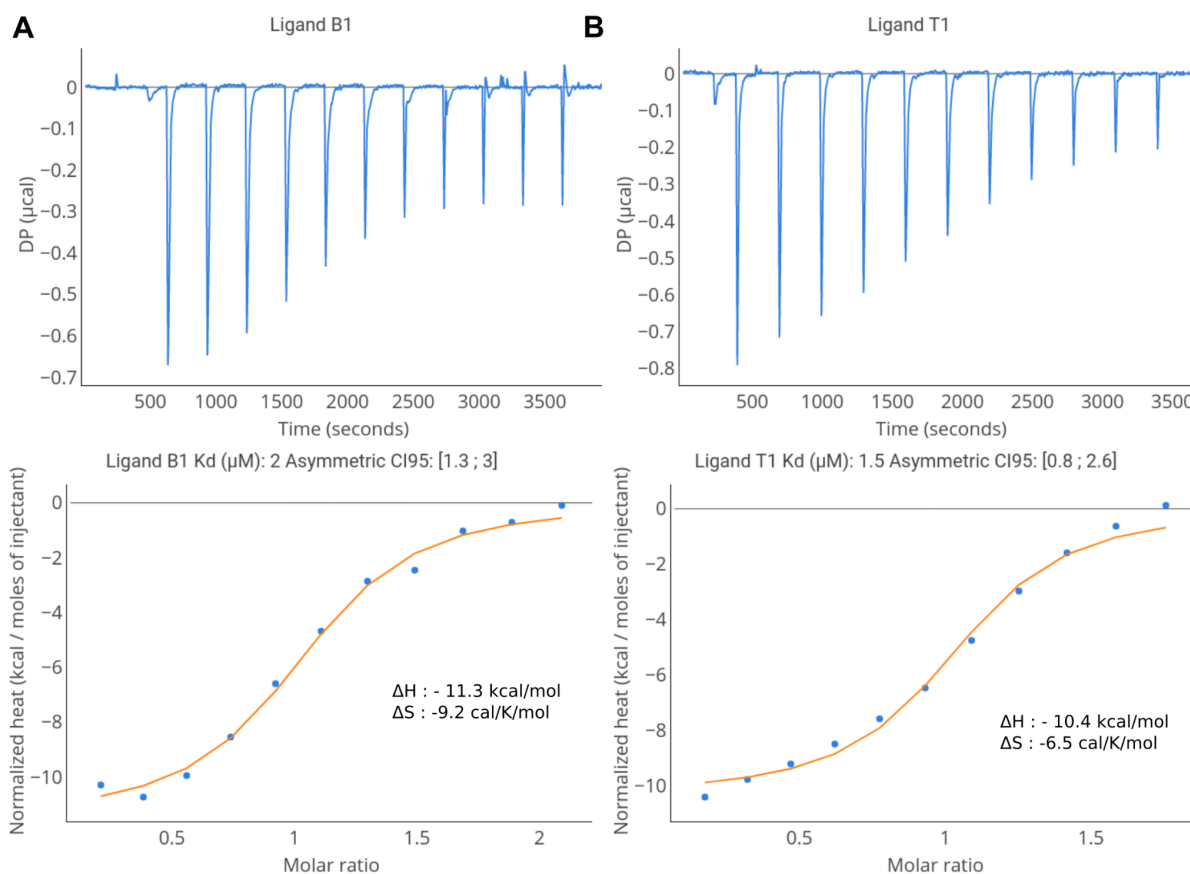 A
Ligand B1
DP (μcal)
0
−0.1
−0.2
−0.3
−0.4
−0.5
−0.6
−0.7
500 1000 1500 2000 2500 3000 3500
Time (seconds)
B
Ligand T1
DP (μcal)
0
−0.1
−0.2
−0.3
−0.4
−0.5
−0.6
−0.7
−0.8
500 1000 1500 2000 2500 3000 3500
Time (seconds)
Ligand B1 Kd (μM): 2 Asymmetric CI95: [1.3 ; 3]
Normalized heat (kcal / moles of injectant)
0
−2
−4
−6
−8
−10
ΔH : - 11.3 kcal/mol
ΔS : -9.2 cal/K/mol
0.5 1 1.5 2
Molar ratio
Ligand T1 Kd (μM): 1.5 Asymmetric CI95: [0.8 ; 2.6]
Normalized heat (kcal / moles of injectant)
0
−2
−4
−6
−8
−10
ΔH : - 10.4 kcal/mol
ΔS : -6.5 cal/K/mol
0.5 1 1.5
Molar ratio